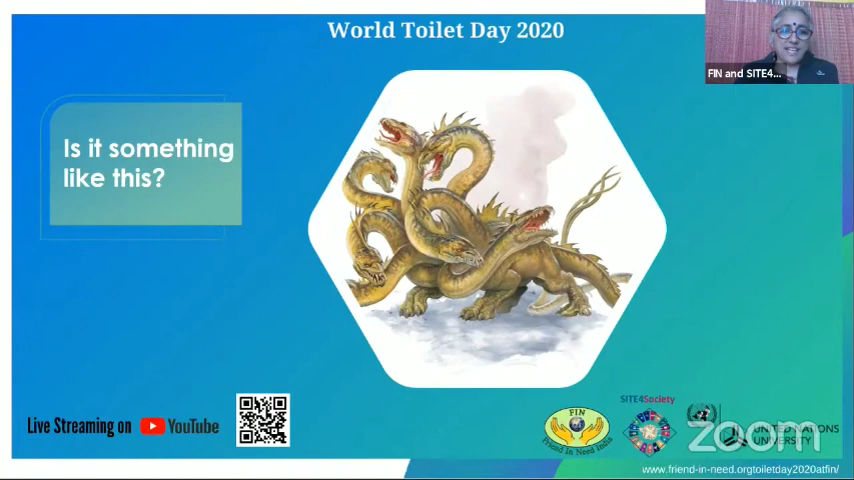 World Toilet Day 2020
FIN and SITE4...
Is it something
like this?
Live Streaming on YouTube
SITE4Society
FIN
Friend In Need India
zoom
UNITED NATIONS
UNIVERSITY
www.friend-in-need.orgtoiletday2020atfin/